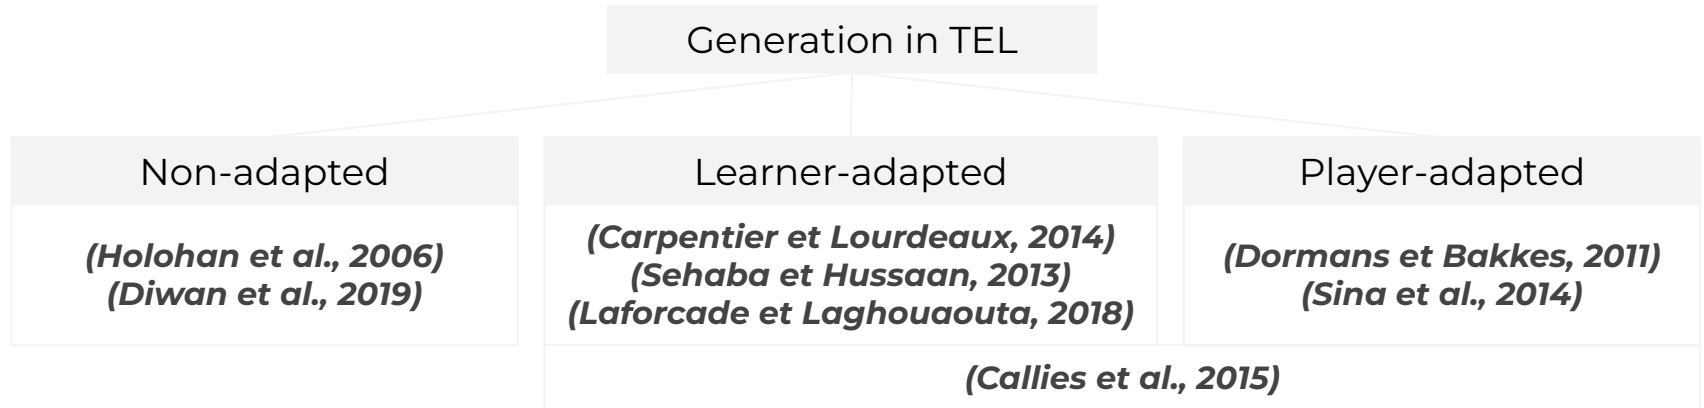 Generation in TEL
Non-adapted
(Holohan et al., 2006)
(Diwan et al., 2019)
Learner-adapted
(Carpentier et Lourdeaux, 2014)
(Sehaba et Hussaan, 2013)
(Laforcade et Laghouaouta, 2018)
Player-adapted
(Dormans et Bakkes, 2011)
(Sina et al., 2014)
(Callies et al., 2015)